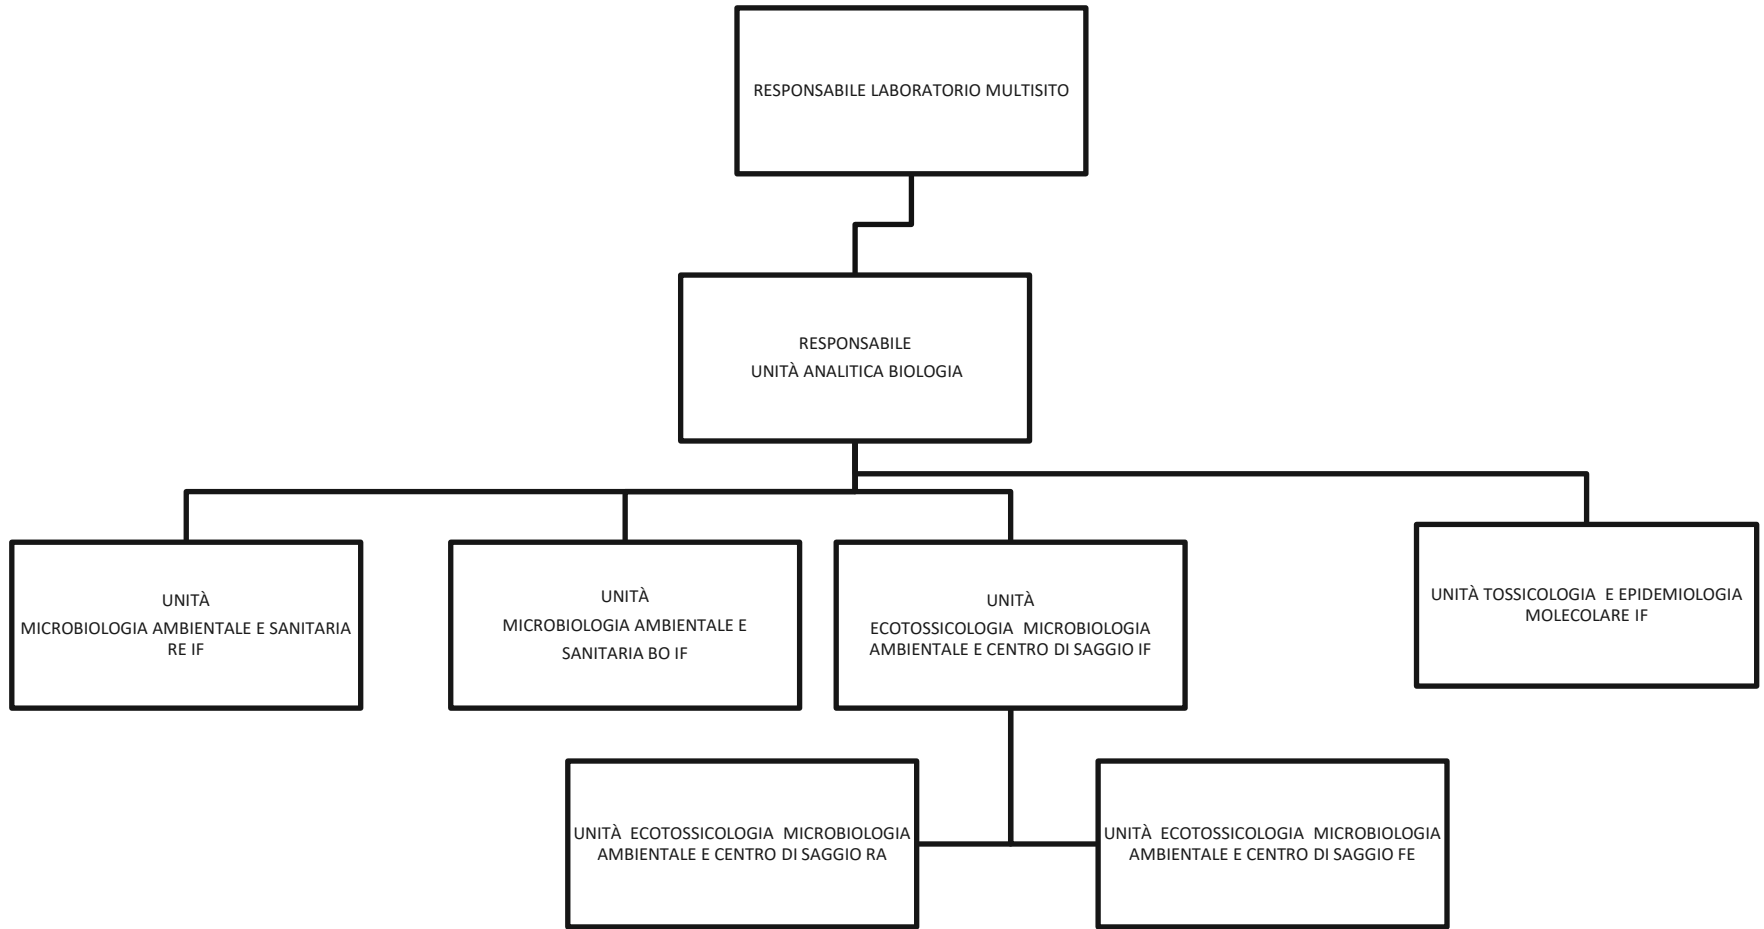 RESPONSABILE LABORATORIO MULTISITO
RESPONSABILE
UNITÀ ANALITICA BIOLOGIA
UNITÀ
MICROBIOLOGIA AMBIENTALE E SANITARIA
RE IF
UNITÀ
MICROBIOLOGIA AMBIENTALE E
SANITARIA BO IF
UNITÀ
ECOTOSSICOLOGIA MICROBIOLOGIA
AMBIENTALE E CENTRO DI SAGGIO IF
UNITÀ TOSSICOLOGIA E EPIDEMIOLOGIA
MOLECOLARE IF
UNITÀ ECOTOSSICOLOGIA MICROBIOLOGIA
AMBIENTALE E CENTRO DI SAGGIO RA
UNITÀ ECOTOSSICOLOGIA MICROBIOLOGIA
AMBIENTALE E CENTRO DI SAGGIO FE